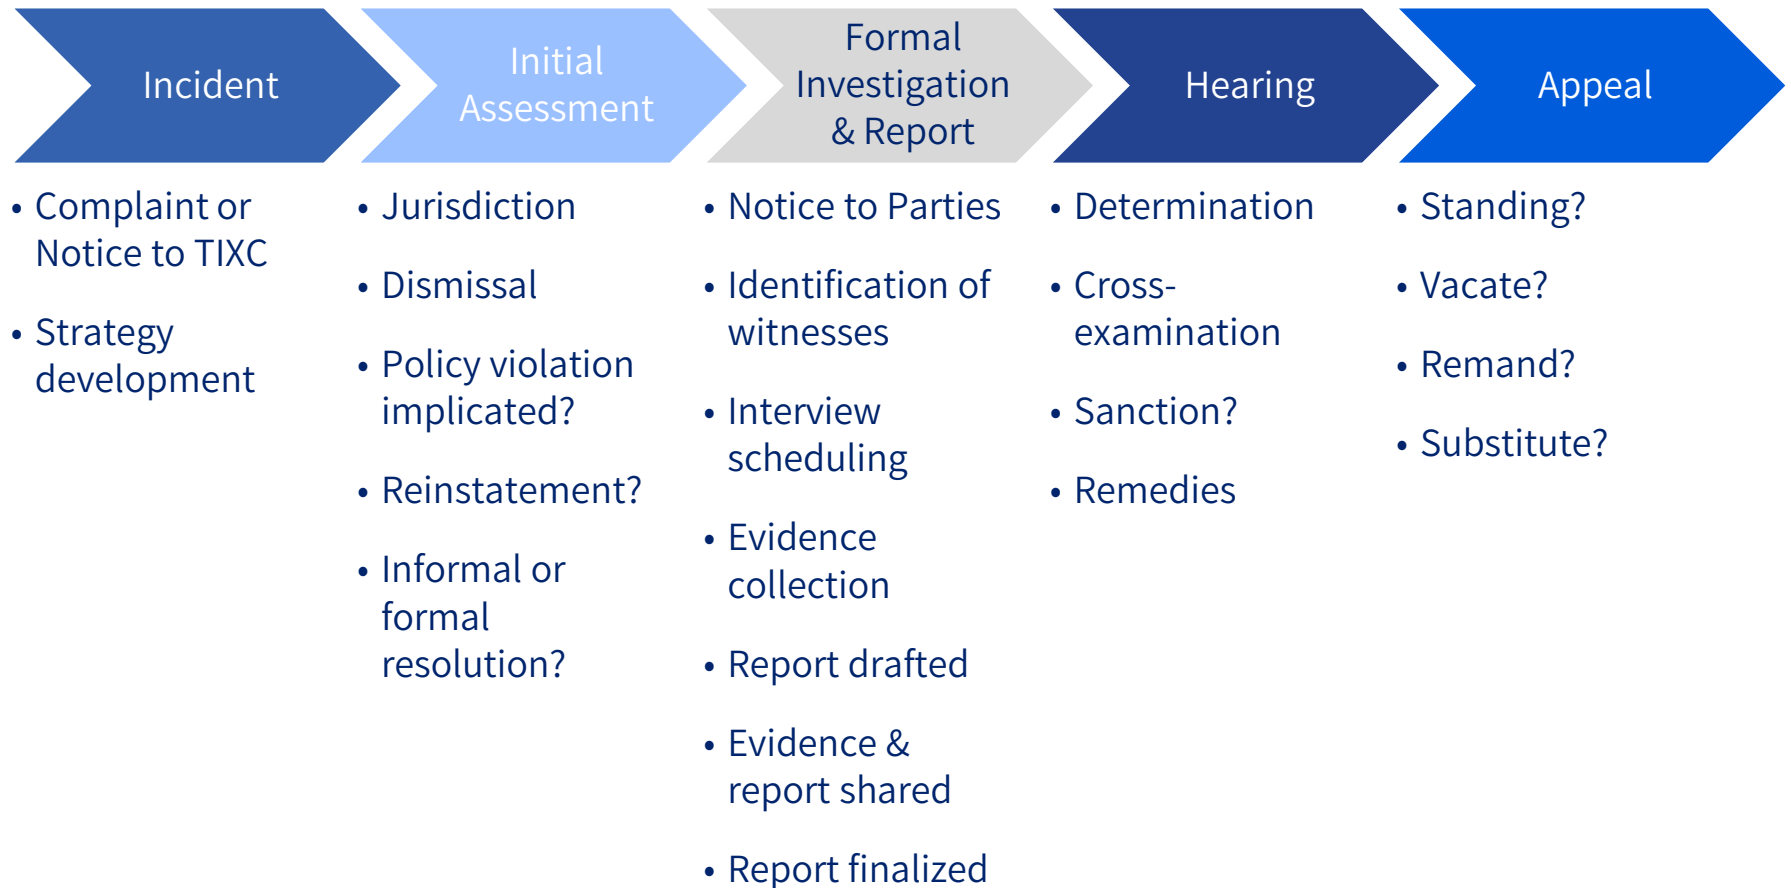 Incident
Initial
Assessment
Formal
Investigation
& Report
Hearing
Appeal
• Complaint or
Notice to TIXC
• Strategy
development
• Jurisdiction
• Dismissal
• Policy violation
implicated?
• Reinstatement?
• Informal or
formal
resolution?
• Notice to Parties
• Identification of
witnesses
• Interview
scheduling
• Evidence
collection
• Report drafted
• Evidence &
report shared
• Report finalized
• Determination
• Cross-
examination
• Sanction?
• Remedies
• Standing?
• Vacate?
• Remand?
• Substitute?